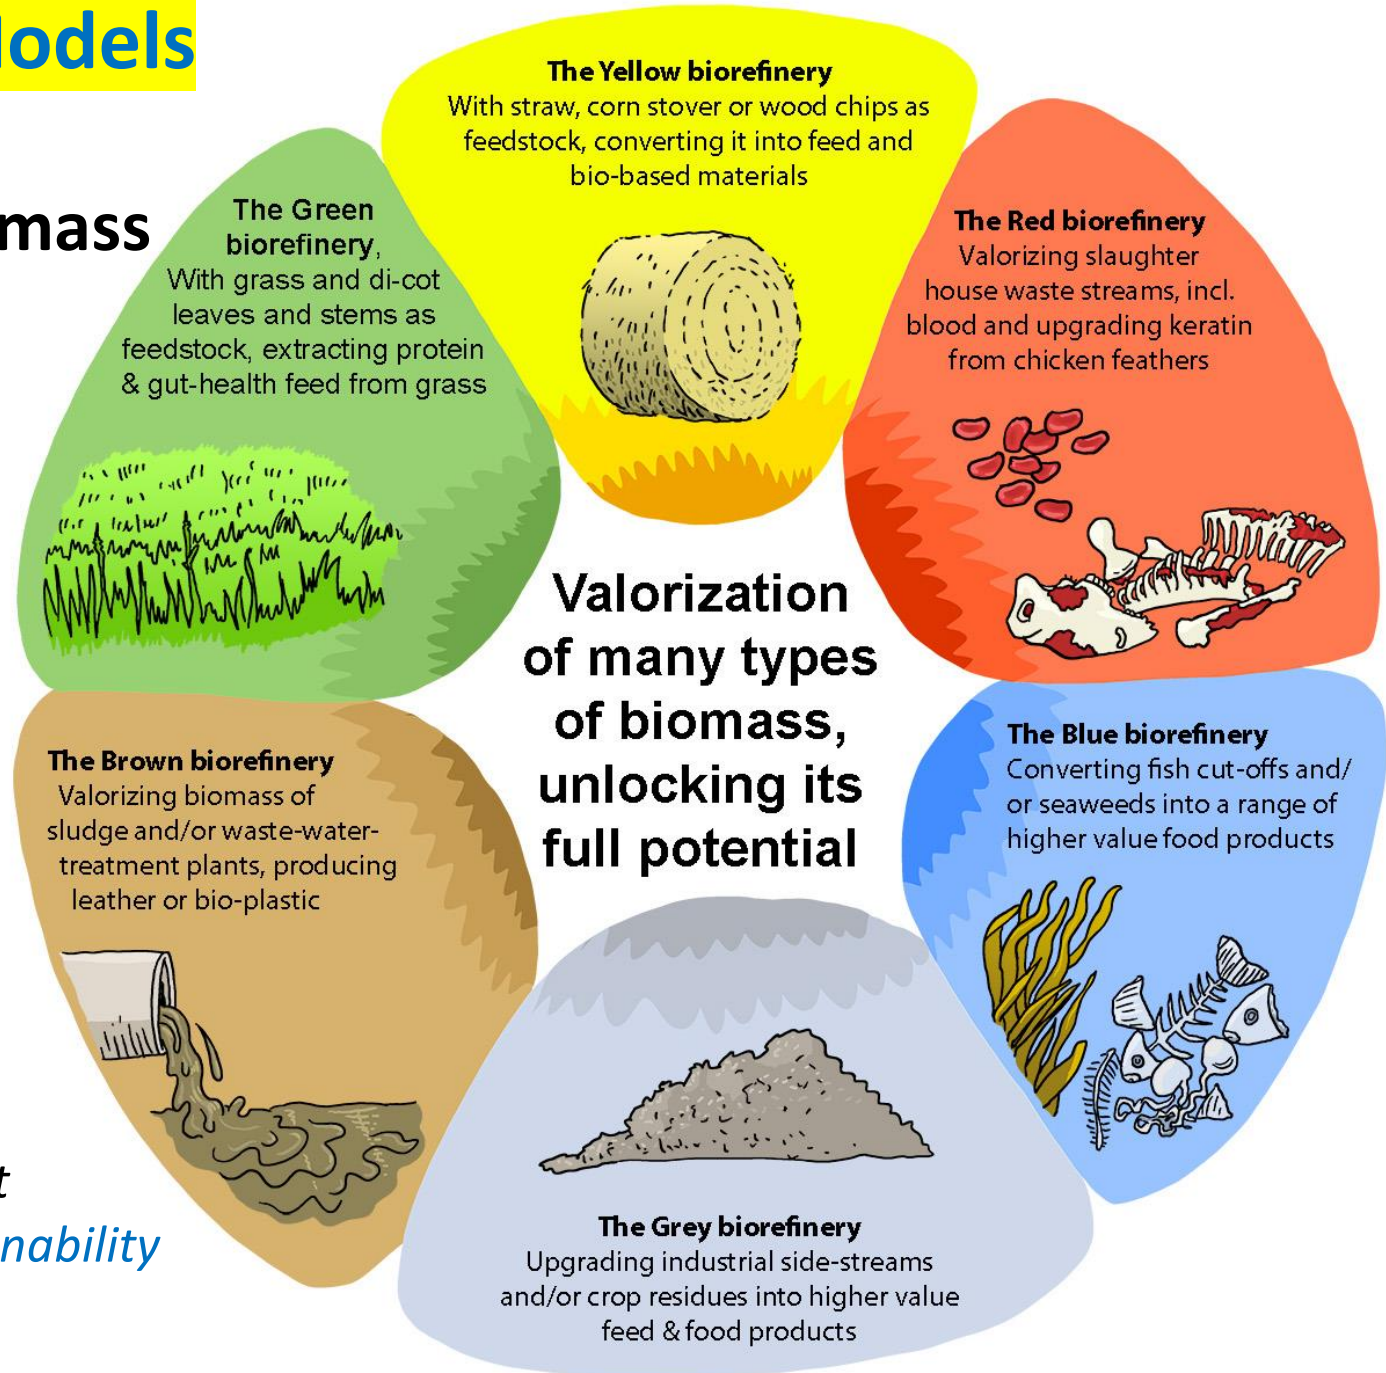 lodels
mass
The Yellow biorefinery
With straw, corn stover or wood chips as
feedstock, converting it into feed and
bio-based materials
The Green
biorefinery,
With grass and di-cot
leaves and stems as
feedstock, extracting protein
& gut-health feed from grass
The Red biorefinery
Valorizing slaughter
house waste streams, incl.
blood and upgrading keratin
from chicken feathers
Valorization
of many types
of biomass,
unlocking its
full potential
The Brown biorefinery
Valorizing biomass of
sludge and/or waste-water-
treatment plants, producing
leather or bio-plastic
The Blue biorefinery
Converting fish cut-offs and/
or seaweeds into a range of
higher value food products
The Grey biorefinery
Upgrading industrial side-streams
and/or crop residues into higher value
feed & food products
t
nability